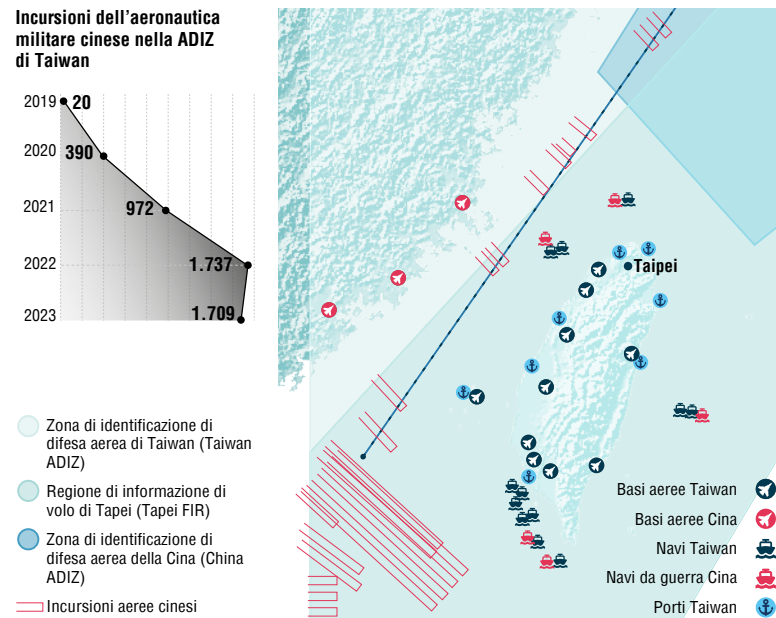 Incursioni dell'aeronautica
militare cinese nella ADIZ
di Taiwan
2019
20
2020
390
2021
972
2022
1.737
2023
1.709
Zona di identificazione di
difesa aerea di Taiwan (Taiwan
ADIZ)
Regione di informazione di
volo di Tapei (Tapei FIR)
Zona di identificazione di
difesa aerea della Cina (China
ADIZ)
Incursioni aeree cinesi
Taipei
Basi aeree Taiwan
Basi aeree Cina
Navi Taiwan
Navi da guerra Cina
Porti Taiwan